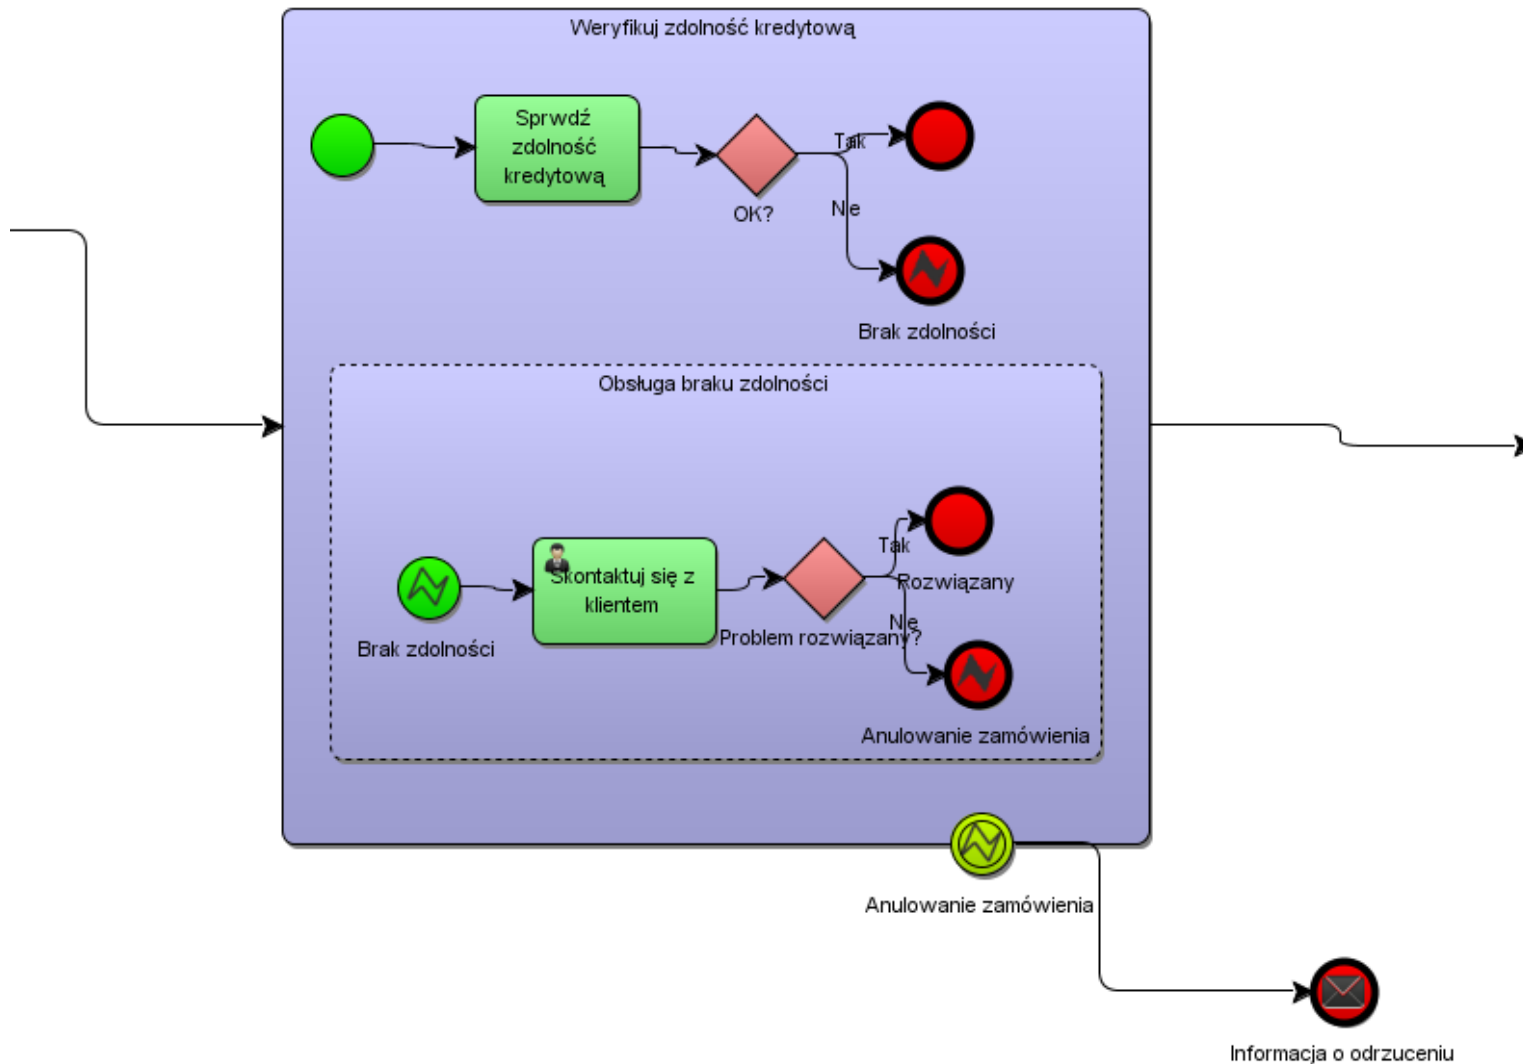 Weryfikuj zdolność kredytową
Sprwdź
zdolność
kredytową
OK?
Tak
Nie
Brak zdolności
Obsługa braku zdolności
Brak zdolności
Skontaktuj się z
klientem
Problem rozwiązany?
Tak
Rozwiązany
Nie
Anulowanie zamówienia
Anulowanie zamówienia
Informacja o odrzuceniu